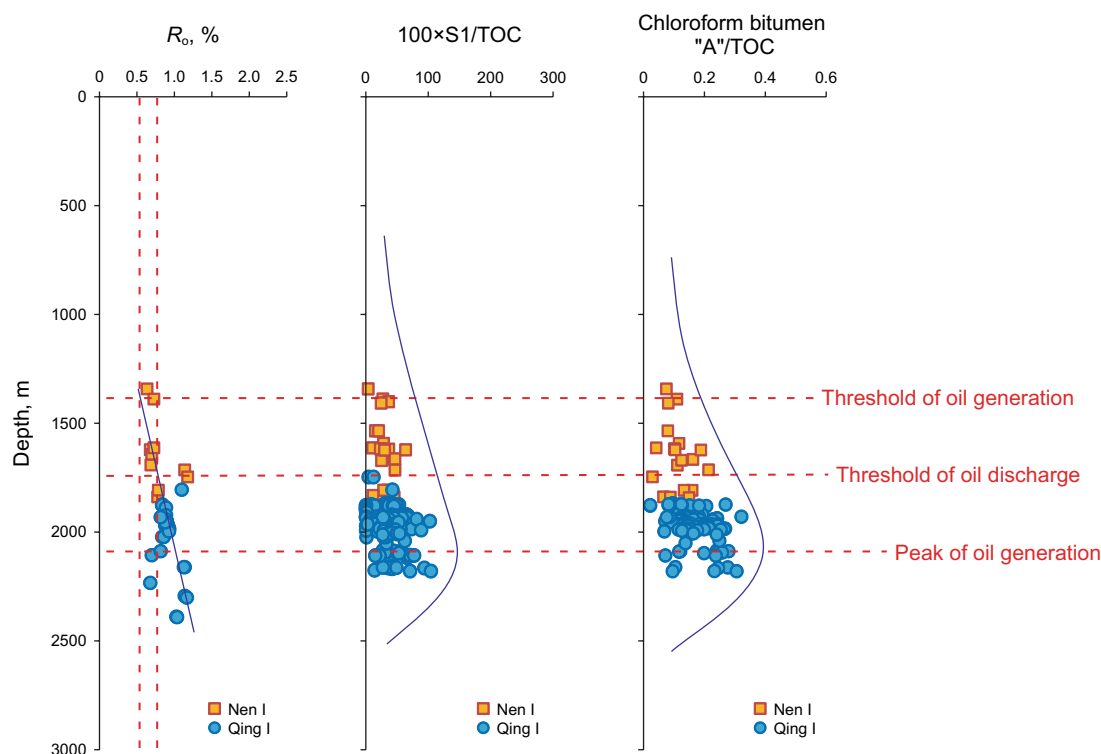 Ro, %
100×S1/TOC
Chloroform bitumen
"A"/TOC
0 0.5 1.0 1.5 2.0 2.5
0 100 200 300
0 0.2 0.4 0.6
0
500
1000
1500
2000
2500
3000
Depth, m
Threshold of oil generation
Threshold of oil discharge
Peak of oil generation
Nen I
Qing I
Nen I
Qing I
Nen I
Qing I